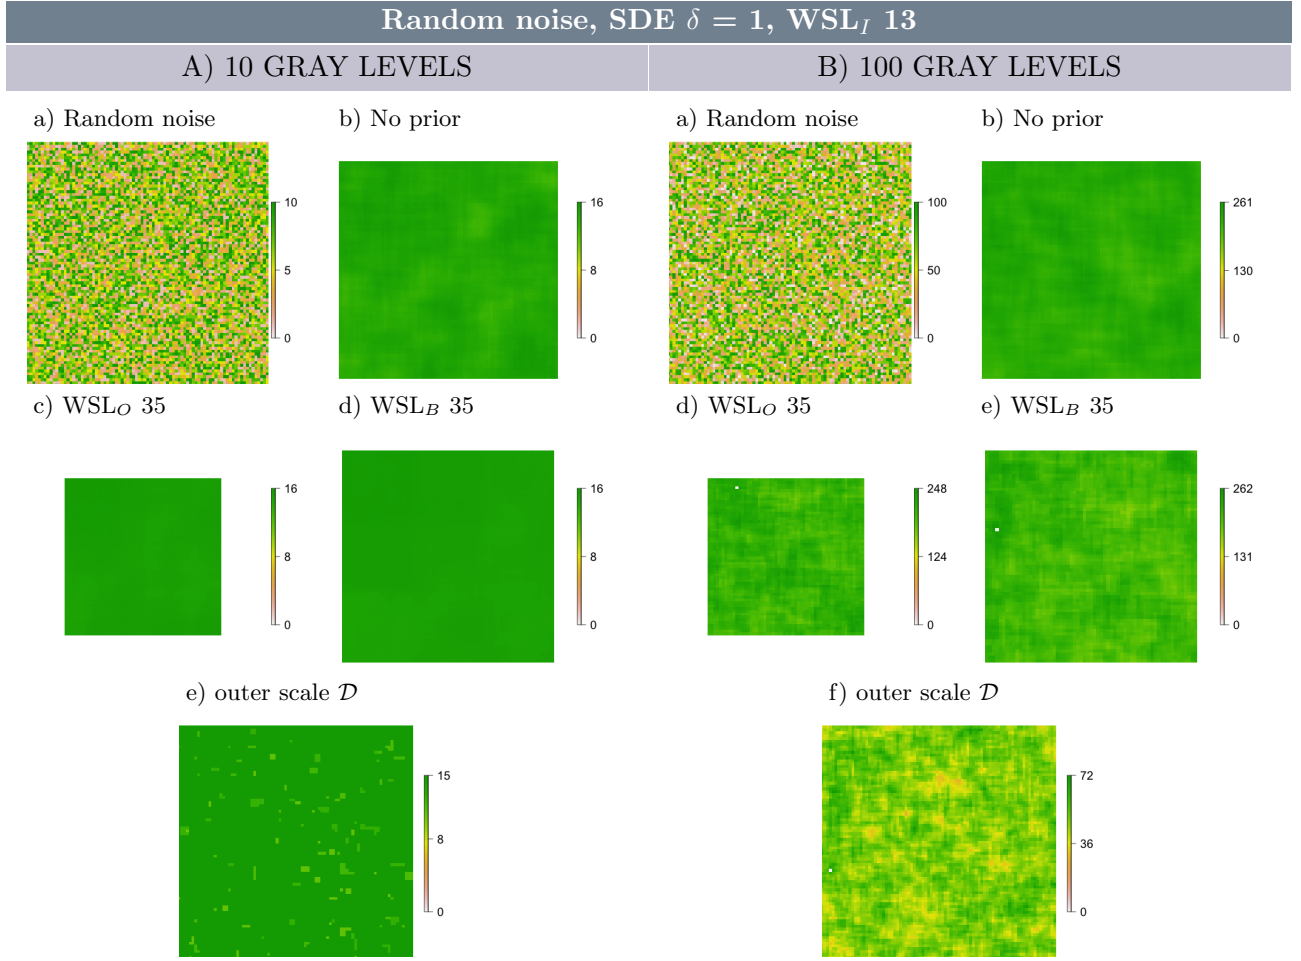 Random noise, SDE δ = 1, WSL_I 13
A) 10 GRAY LEVELS
B) 100 GRAY LEVELS
a) Random noise
b) No prior
a) Random noise
b) No prior
10
5
0
16
8
0
100
50
0
261
130
0
c) WSL_O 35
d) WSL_B 35
d) WSL_O 35
e) WSL_B 35
16
8
0
16
8
0
248
124
0
262
131
0
e) outer scale 𝒟
f) outer scale 𝒟
15
8
0
72
36
0